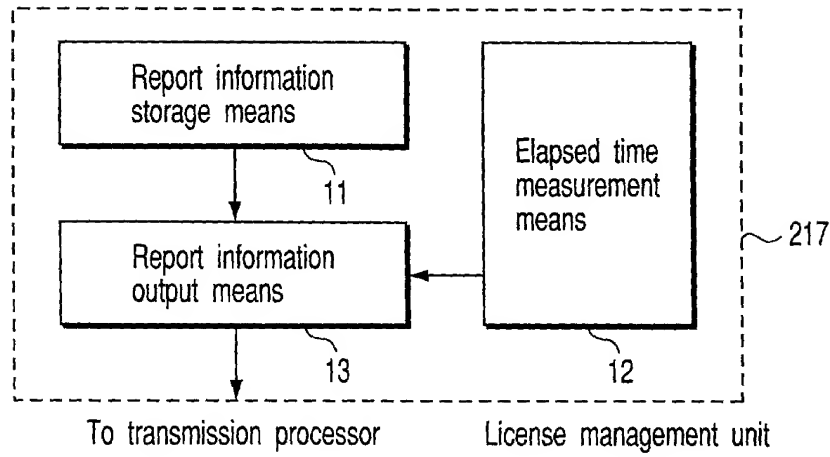 Report information
storage means
11
Elapsed time
measurement
means
217
Report information
output means
13
12
To transmission processor
License management unit